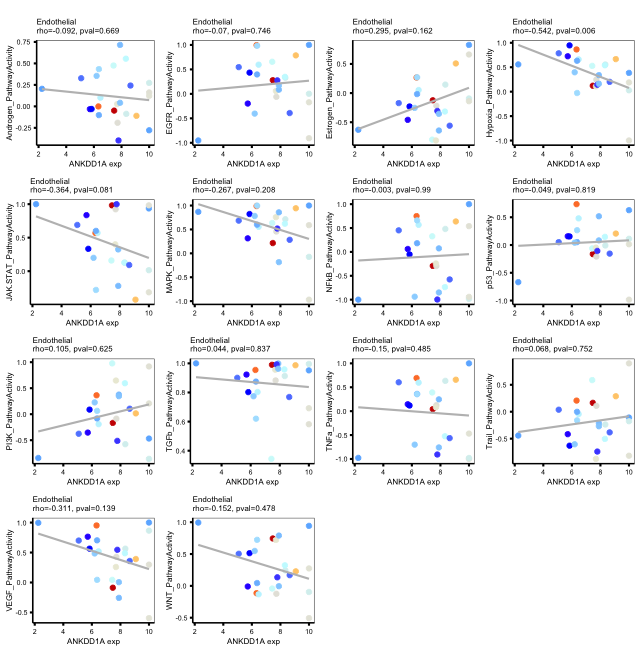 Endothelial
rho=-0.092, pval=0.669
Androgen_PathwayActivity
0.75
0.50
0.25
0.00
-0.25
2 4 6 8 10
ANKDD1A exp
Endothelial
rho=-0.07, pval=0.746
EGFR_PathwayActivity
1.0
0.5
0.0
-0.5
-1.0
2 4 6 8 10
ANKDD1A exp
Endothelial
rho=0.295, pval=0.162
Estrogen_PathwayActivity
1.0
0.5
0.0
-0.5
2 4 6 8 10
ANKDD1A exp
Endothelial
rho=-0.542, pval=0.006
Hypoxia_PathwayActivity
1.0
0.5
0.0
-0.5
-1.0
2 4 6 8 10
ANKDD1A exp
Endothelial
rho=-0.364, pval=0.081
JAK.STAT_PathwayActivity
1.0
0.5
0.0
2 4 6 8 10
ANKDD1A exp
Endothelial
rho=-0.267, pval=0.208
MAPK_PathwayActivity
1.0
0.5
0.0
-0.5
-1.0
2 4 6 8 10
ANKDD1A exp
Endothelial
rho=-0.003, pval=0.99
NFkB_PathwayActivity
1.0
0.5
0.0
-0.5
-1.0
2 4 6 8 10
ANKDD1A exp
Endothelial
rho=-0.049, pval=0.819
p53_PathwayActivity
0.5
0.0
-0.5
-1.0
2 4 6 8 10
ANKDD1A exp
Endothelial
rho=0.105, pval=0.625
PI3K_PathwayActivity
1.0
0.5
0.0
-0.5
2 4 6 8 10
ANKDD1A exp
Endothelial
rho=0.044, pval=0.837
TGFb_PathwayActivity
1.0
0.8
0.6
0.4
2 4 6 8 10
ANKDD1A exp
Endothelial
rho=-0.15, pval=0.485
TNFa_PathwayActivity
1.0
0.5
0.0
-0.5
-1.0
2 4 6 8 10
ANKDD1A exp
Endothelial
rho=0.068, pval=0.752
Trail_PathwayActivity
0.5
0.0
-0.5
2 4 6 8 10
ANKDD1A exp
Endothelial
rho=-0.311, pval=0.139
VEGF_PathwayActivity
1.0
0.5
0.0
-0.5
2 4 6 8 10
ANKDD1A exp
Endothelial
rho=-0.152, pval=0.478
WNT_PathwayActivity
1.0
0.5
0.0
-0.5
2 4 6 8 10
ANKDD1A exp